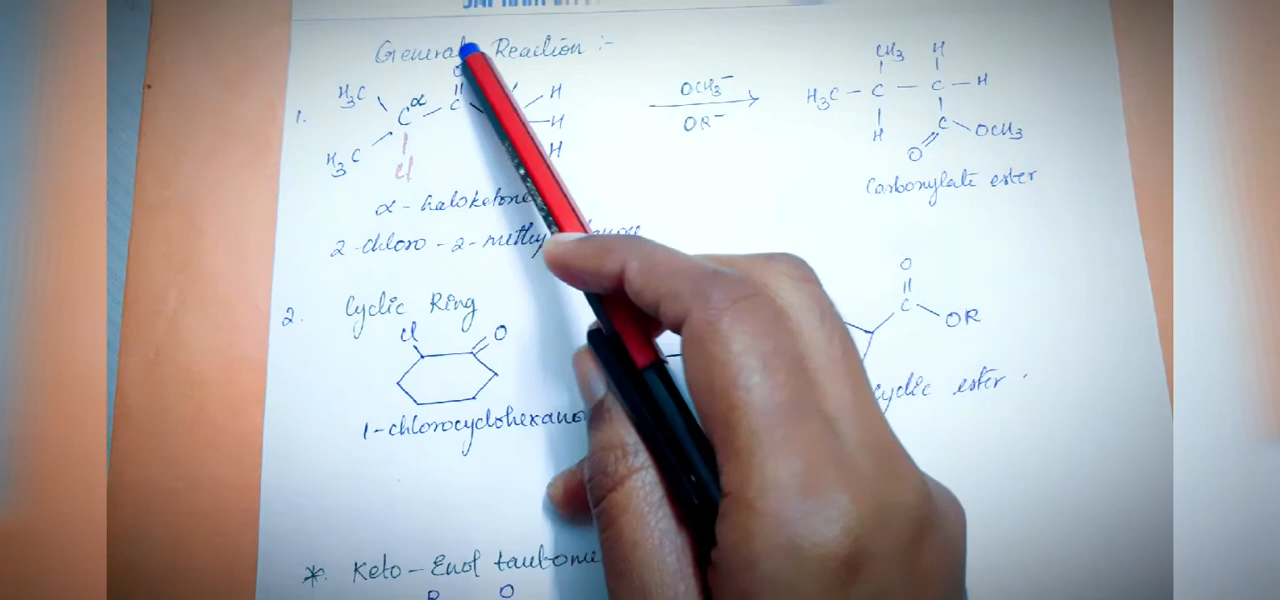 General Reaction :-
1. H3C Cα C H
H
H3C Cl H
OCH3⁻
OR⁻
CH3 H
H3C - C - C - H
H C OCH3
O
α - haloketone
Carbonylate ester
2-chloro-2-methyl
2. Cyclic Ring
Cl O
O
C OR
1-chlorocyclohexano
cyclic ester.
* Keto - Enol tautome
O